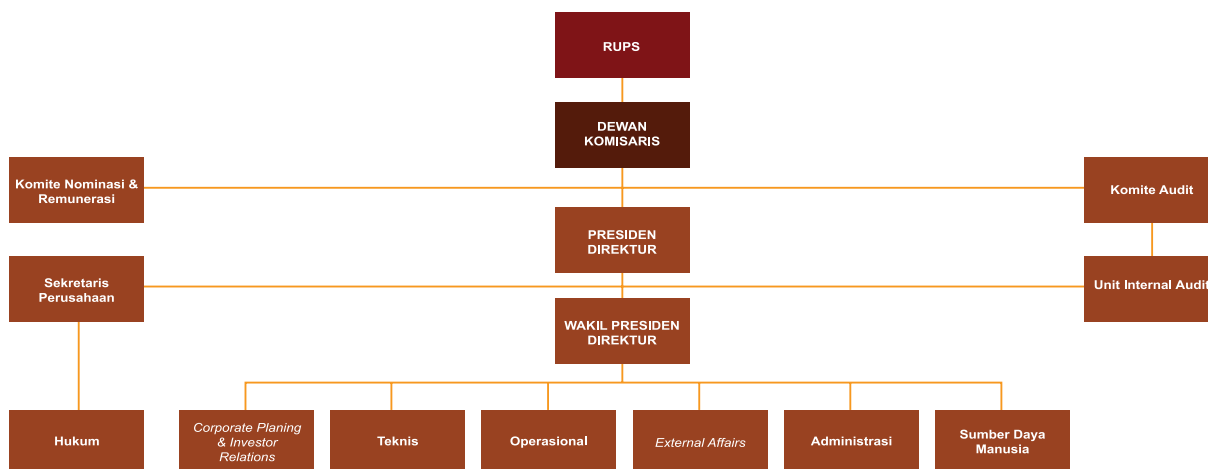 RUPS
DEWAN
KOMISARIS
Komite Nominasi &
Remunerasi
Komite Audit
PRESIDEN
DIREKTUR
Sekretaris
Perusahaan
Unit Internal Audit
WAKIL PRESIDEN
DIREKTUR
Hukum
Corporate Planing
& Investor
Relations
Teknis
Operasional
External Affairs
Administrasi
Sumber Daya
Manusia